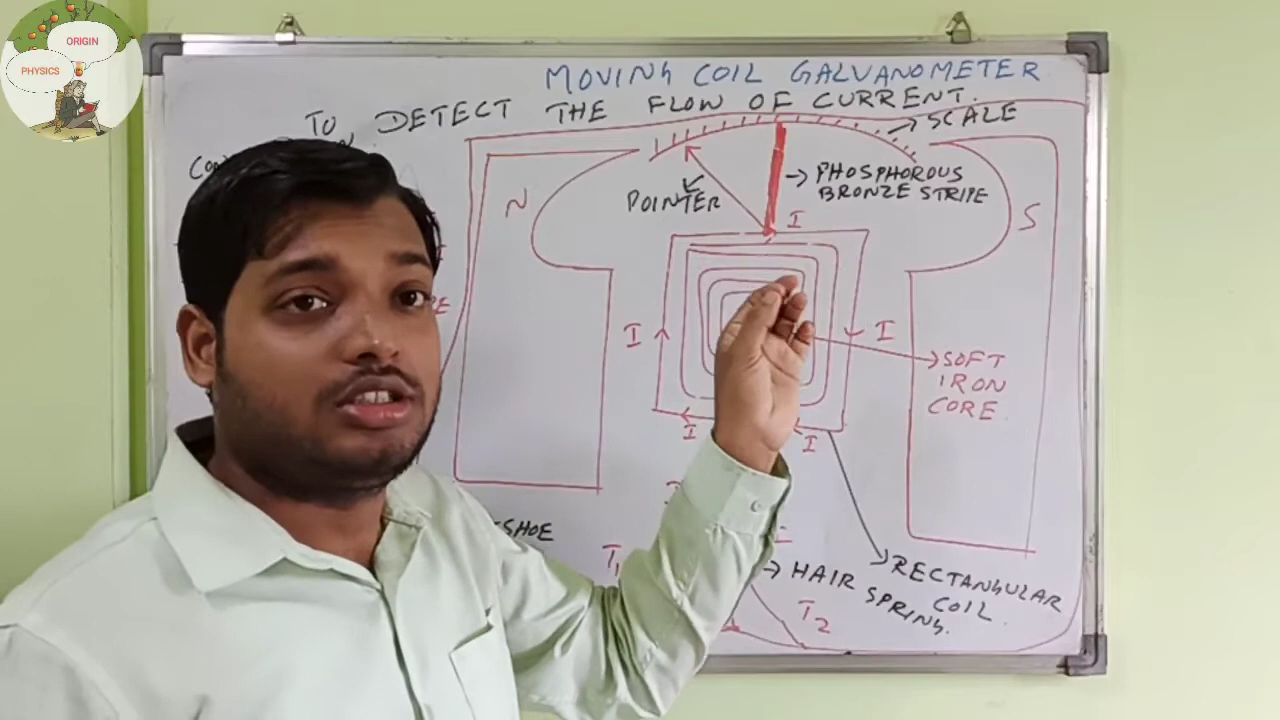 ORIGIN
PHYSICS
MOVING COIL GALVANOMETER
TO DETECT THE FLOW OF CURRENT.
SCALE
N
POINTER
PHOSPHOROUS
BRONZE STRIPE
S
I
I
I
SOFT
IRON
CORE
I
I
SHOE
T1
HAIR SPRING.
RECTANGULAR
COIL
T2